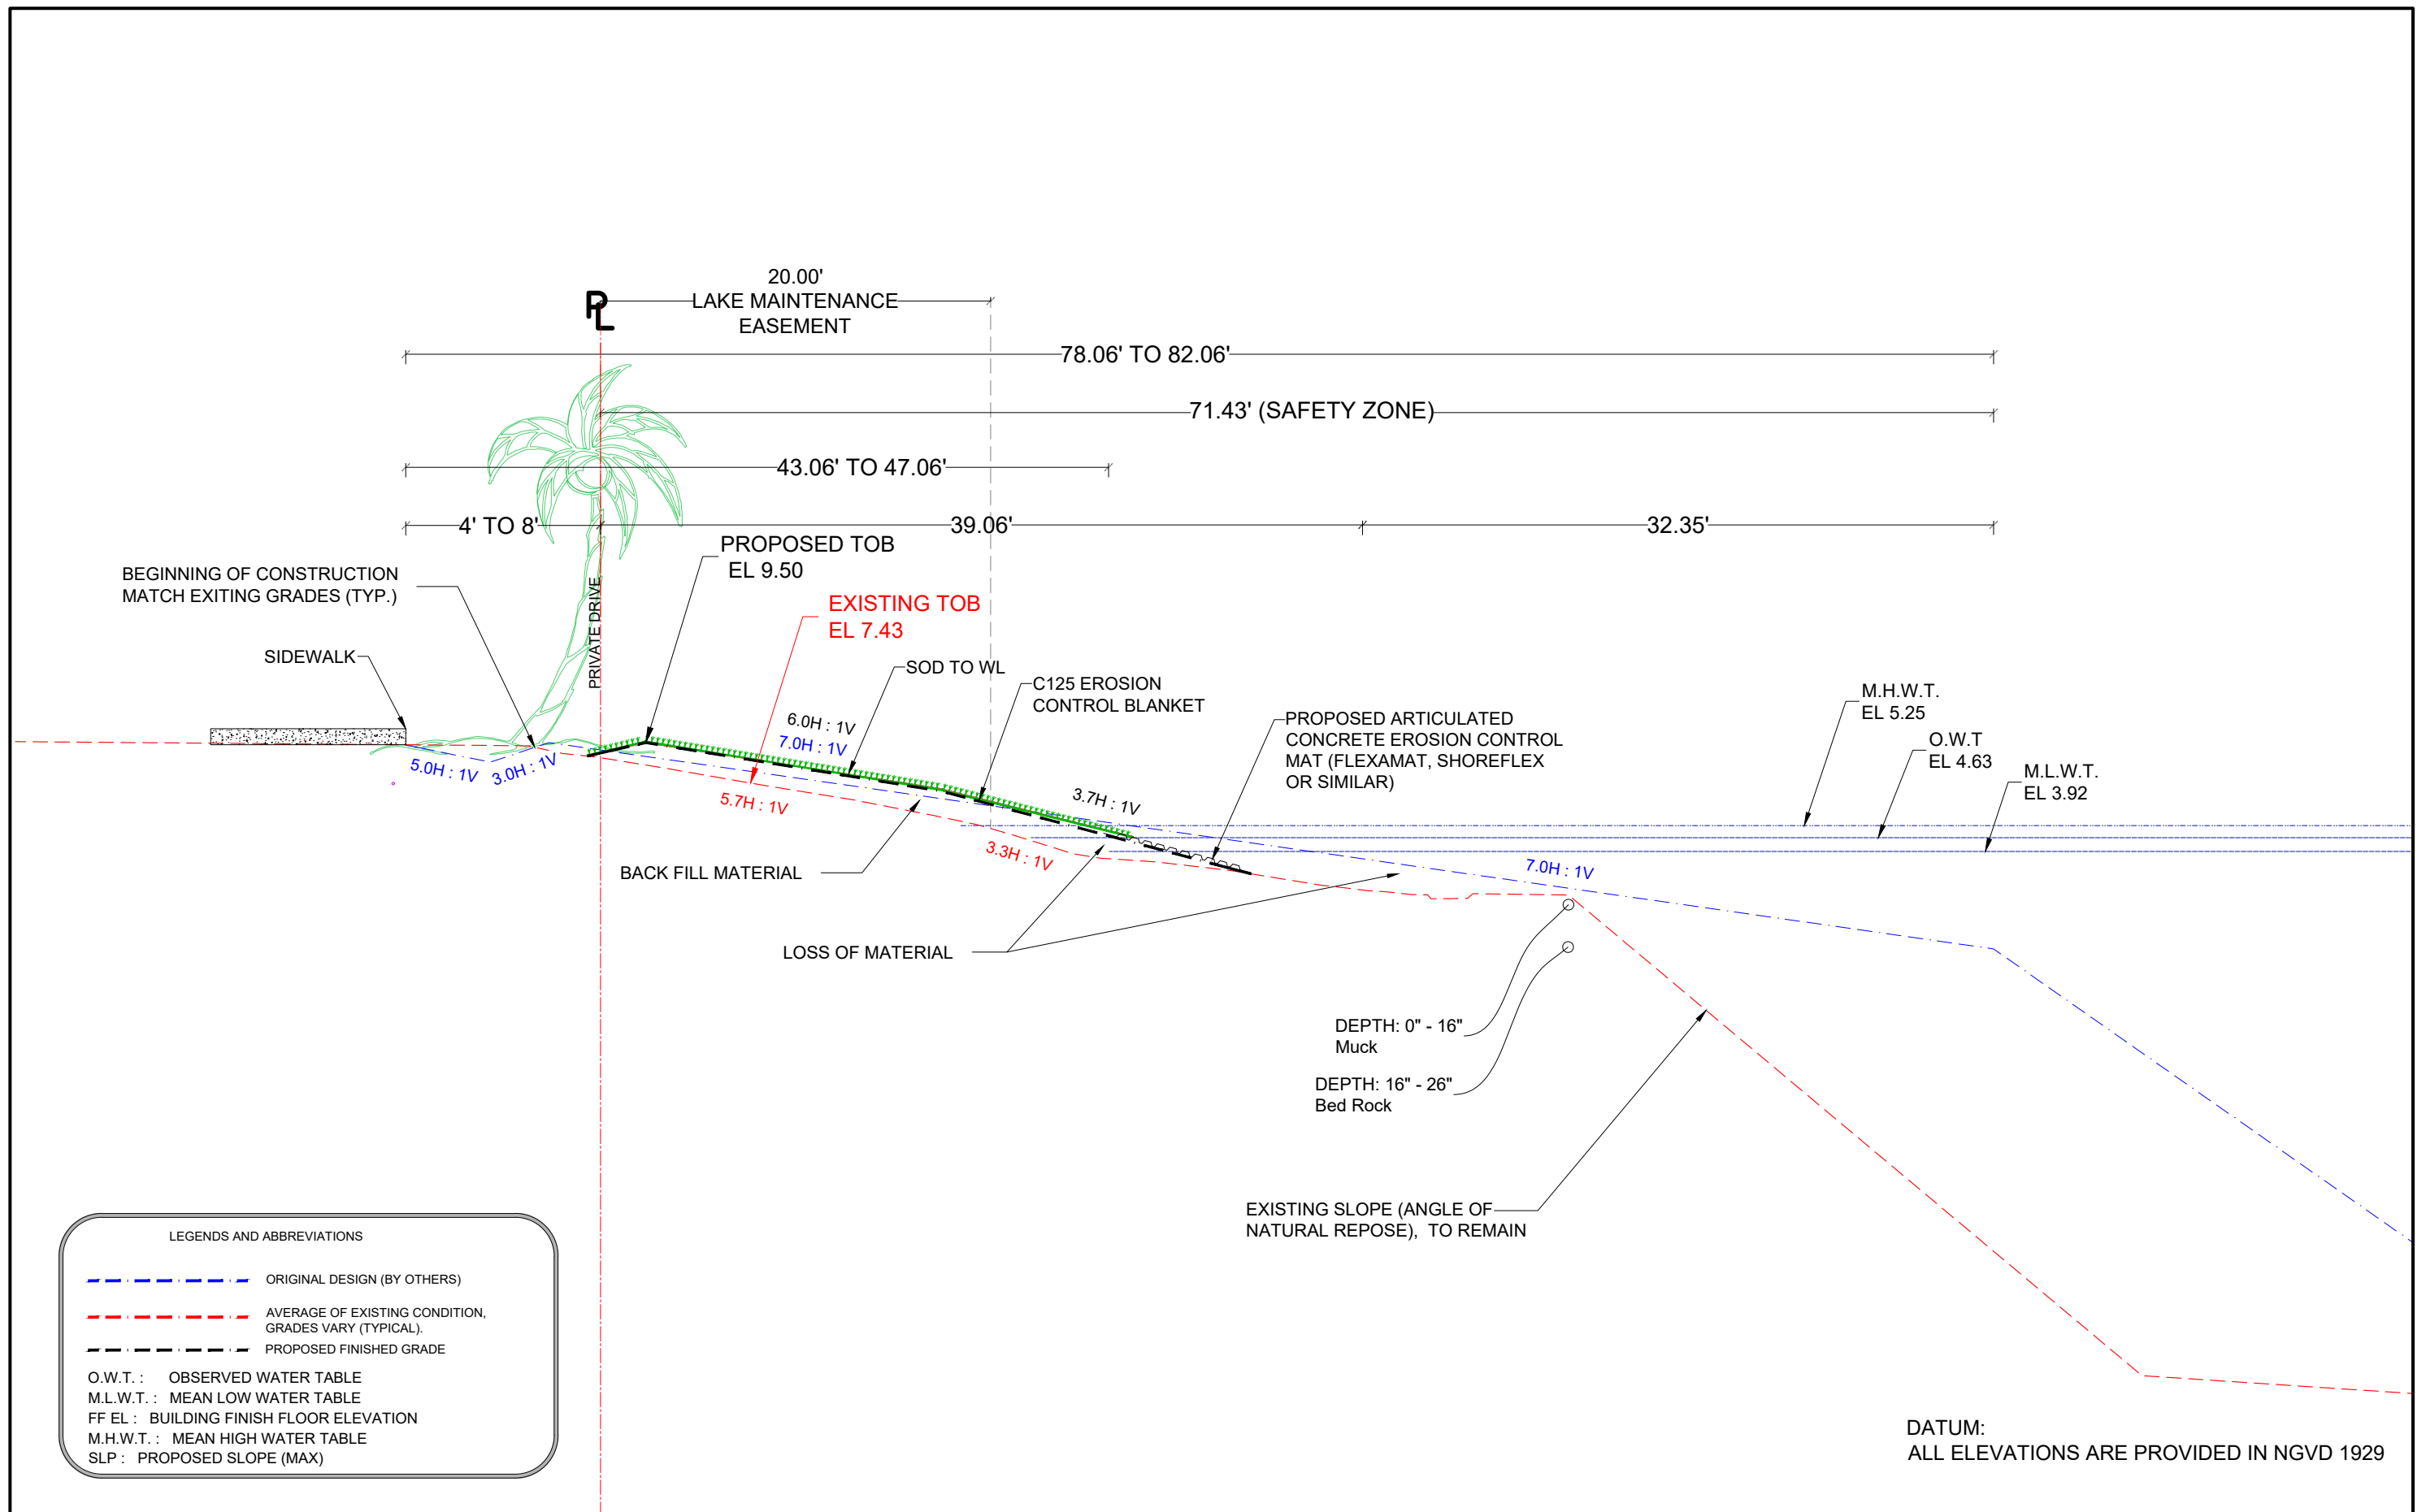 20.00'
LAKE MAINTENANCE
EASEMENT
PL
78.06' TO 82.06'
71.43' (SAFETY ZONE)
43.06' TO 47.06'
4' TO 8'
39.06'
32.35'
PROPOSED TOB
EL 9.50
BEGINNING OF CONSTRUCTION
MATCH EXITING GRADES (TYP.)
PRIVATE DRIVE
EXISTING TOB
EL 7.43
SIDEWALK
SOD TO WL
C125 EROSION
CONTROL BLANKET
M.H.W.T.
EL 5.25
PROPOSED ARTICULATED
CONCRETE EROSION CONTROL
MAT (FLEXAMAT, SHOREFLEX
OR SIMILAR)
O.W.T
EL 4.63
M.L.W.T.
EL 3.92
6.0H : 1V
7.0H : 1V
5.0H : 1V
3.0H : 1V
5.7H : 1V
3.7H : 1V
3.3H : 1V
7.0H : 1V
BACK FILL MATERIAL
LOSS OF MATERIAL
DEPTH: 0" - 16"
Muck
DEPTH: 16" - 26"
Bed Rock
EXISTING SLOPE (ANGLE OF
NATURAL REPOSE), TO REMAIN
LEGENDS AND ABBREVIATIONS
ORIGINAL DESIGN (BY OTHERS)
AVERAGE OF EXISTING CONDITION,
GRADES VARY (TYPICAL).
PROPOSED FINISHED GRADE
O.W.T. : OBSERVED WATER TABLE
M.L.W.T. : MEAN LOW WATER TABLE
FF EL : BUILDING FINISH FLOOR ELEVATION
M.H.W.T. : MEAN HIGH WATER TABLE
SLP : PROPOSED SLOPE (MAX)
DATUM:
ALL ELEVATIONS ARE PROVIDED IN NGVD 1929